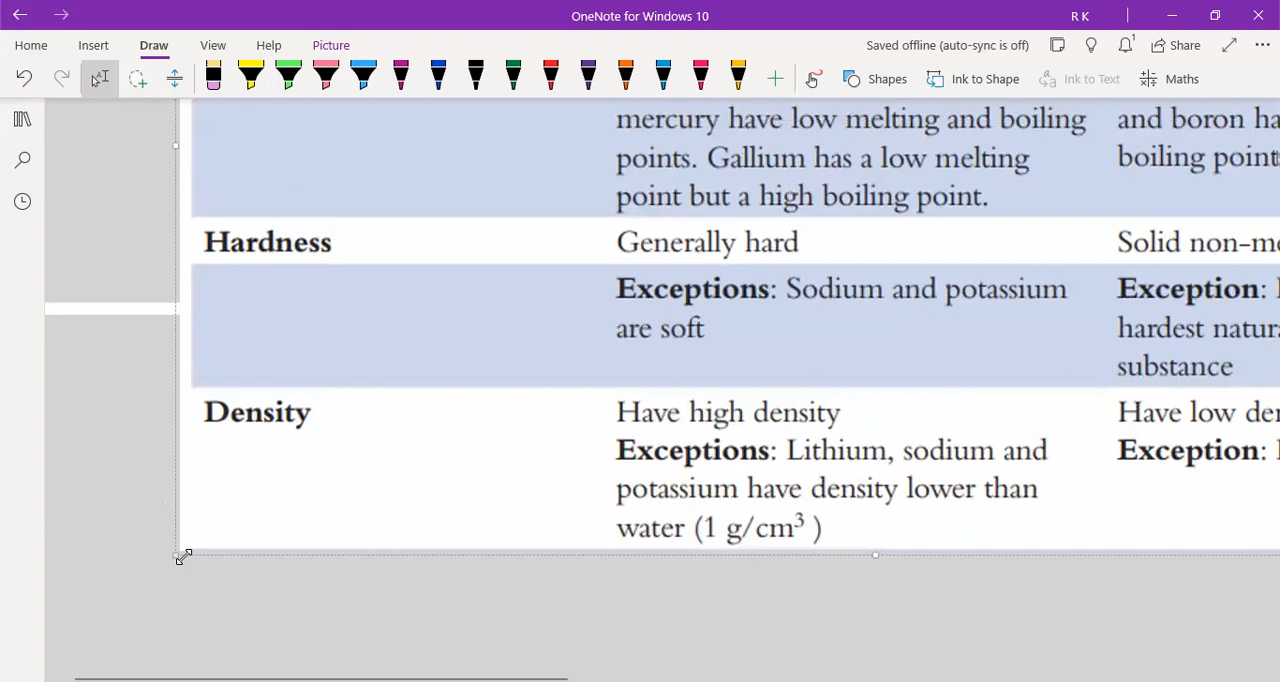 OneNote for Windows 10
R K
Home Insert Draw View Help Picture
Saved offline (auto-sync is off)
1
Share
Shapes
Ink to Shape
Ink to Text
Maths
mercury have low melting and boiling
points. Gallium has a low melting
point but a high boiling point.
and boron ha
boiling point
Hardness
Generally hard
Solid non-me
Exceptions: Sodium and potassium
are soft
Exception:
hardest natur
substance
Density
Have high density
Exceptions: Lithium, sodium and
potassium have density lower than
water (1 g/cm³ )
Have low den
Exception: